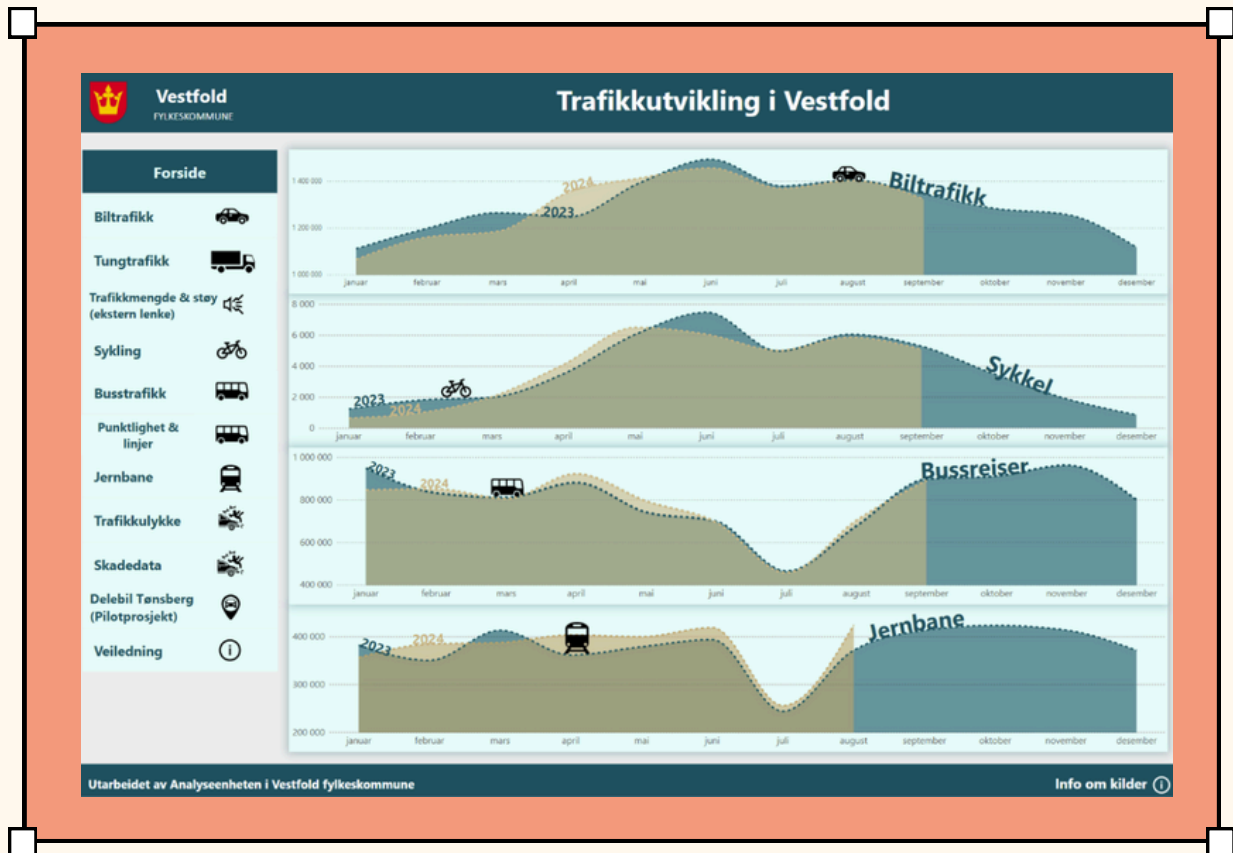 Vestfold
FYLKESKOMMUNE
Trafikkutvikling i Vestfold
Forside
Biltrafikk
Tungtrafikk
Trafikkmengde & støy
(ekstern lenke)
Sykling
Busstrafikk
Punktlighet &
linjer
Jernbane
Trafikkulykke
Skadedata
Delebil Tønsberg
(Pilotprosjekt)
Veiledning
1 400 000
1 200 000
1 000 000
2024
2023
Biltrafikk
januar februar mars april mai juni juli august september oktober november desember
8 000
6 000
4 000
2 000
0
2023
2024
Sykkel
januar februar mars april mai juni juli august september oktober november desember
1 000 000
800 000
600 000
400 000
2023
2024
Bussreiser
januar februar mars april mai juni juli august september oktober november desember
400 000
300 000
200 000
2023
2024
Jernbane
januar februar mars april mai juni juli august september oktober november desember
Utarbeidet av Analyseenheten i Vestfold fylkeskommune
Info om kilder